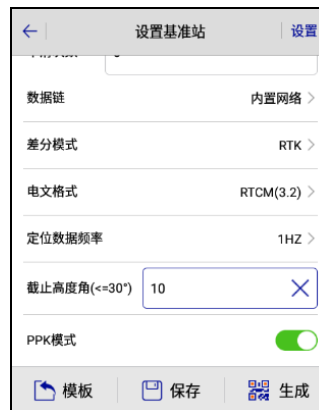 设置基准站
设置
数据链 内置网络
差分模式 RTK
电文格式 RTCM(3.2)
定位数据频率 1HZ
截止高度角(<=30°) 10
PPK模式
模板 保存 生成